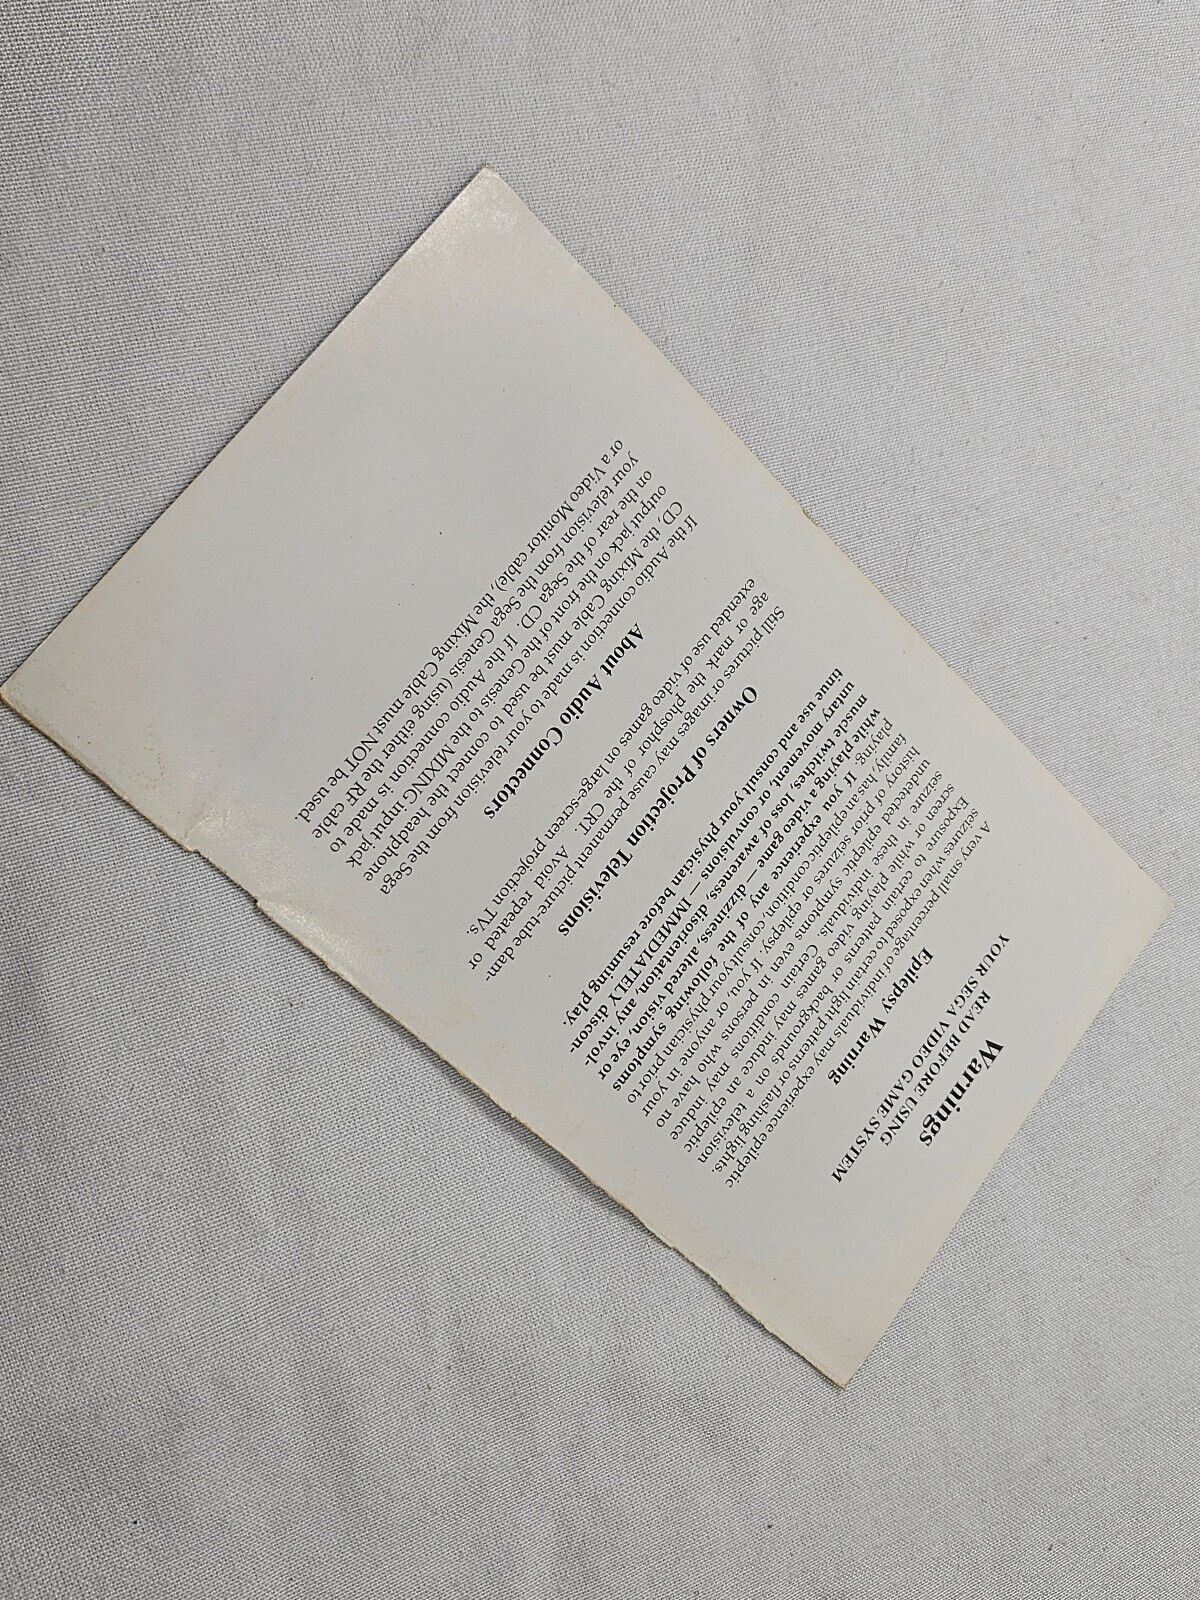 Warnings
READ BEFORE USING
YOUR SEGA VIDEO GAME SYSTEM
Epilepsy Warning
A very small percentage of individuals may experience epileptic
seizures when exposed to certain light patterns or flashing lights.
Exposure to certain patterns or backgrounds on a television
screen or while playing video games may induce an epileptic
seizure in these individuals. Certain conditions may induce
undetected epileptic symptoms even in persons who have no
history of prior seizures or epilepsy. If you, or anyone in your
family, has an epileptic condition, consult your physician prior to
playing. If you experience any of the following symptoms
while playing a video game — dizziness, altered vision, eye or
muscle twitches, loss of awareness, disorientation, any invol-
untary movement, or convulsions — IMMEDIATELY discon-
tinue use and consult your physician before resuming play.
Owners of Projection Televisions
Still pictures or images may cause permanent picture-tube dam-
age or mark the phosphor of the CRT. Avoid repeated or
extended use of video games on large-screen projection TVs.
About Audio Connectors
If the Audio connection is made to your television from the Sega
CD, the Mixing Cable must be used to connect the headphone
output jack on the front of the Genesis to the MIXING input jack
on the rear of the Sega CD. If the Audio connection is made to
your television from the Sega Genesis (using either the RF cable
or a Video Monitor cable), the Mixing Cable must NOT be used.